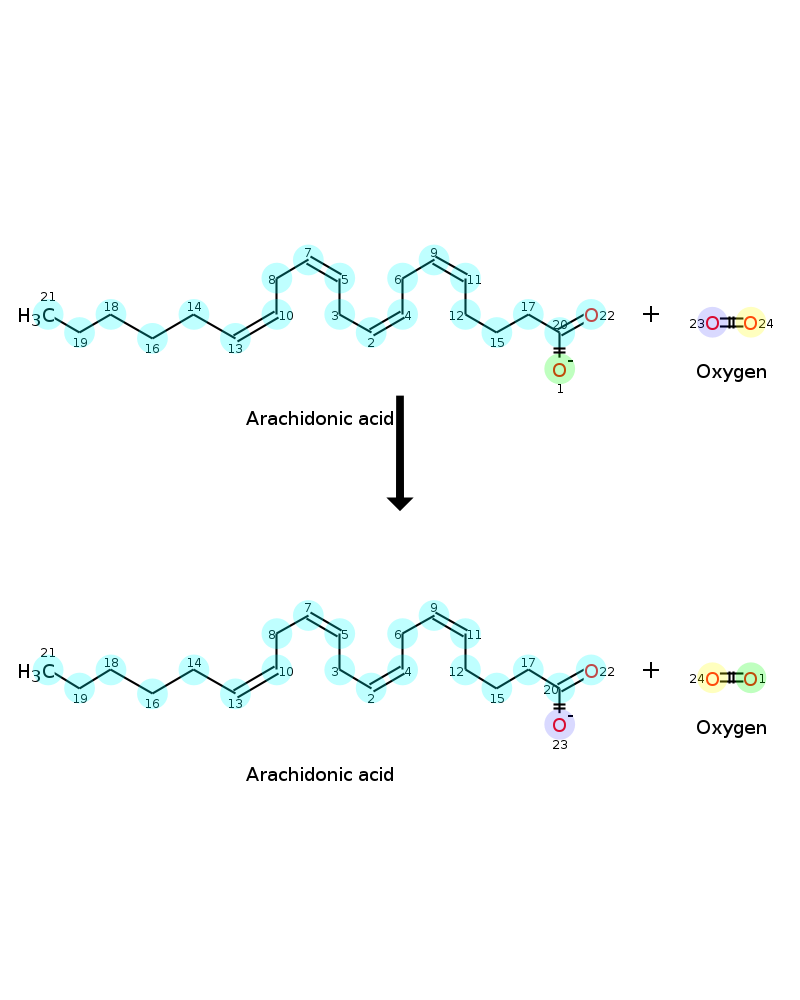 7 9
8 5 6 11
21
H3C 18 14 10 3 4 12 17 20 O 22 + 23 O O 24
19 16 13 2 15
O-
1
Oxygen
Arachidonic acid
7 9
8 5 6 11
21
H3C 18 14 10 3 4 12 17 O 22 + 24 O O 1
19 16 13 2 15 20
O-
23
Oxygen
Arachidonic acid